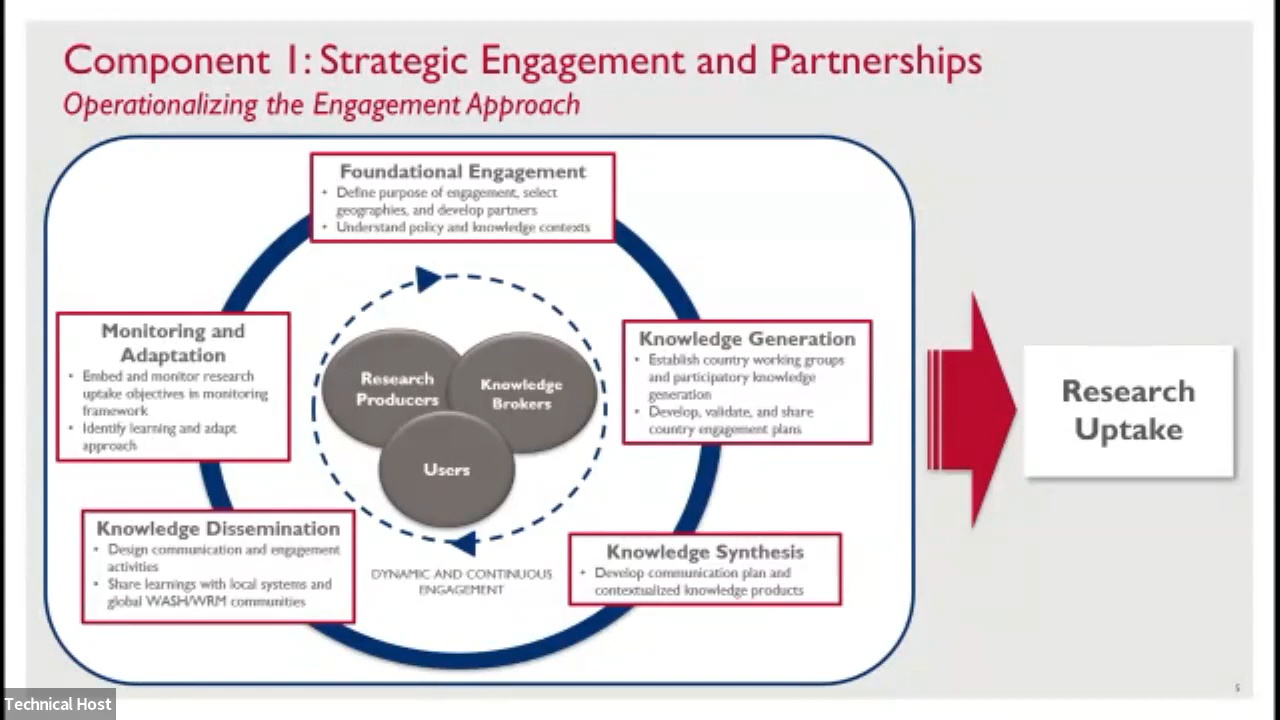 Component 1: Strategic Engagement and Partnerships
Operationalizing the Engagement Approach
Foundational Engagement
• Define purpose of engagement, select
geographies, and develop partners
• Understand policy and knowledge contexts
Monitoring and
Adaptation
• Embed and monitor research
uptake objectives in monitoring
framework
• Identify learning and adapt
approach
Research
Producers
Knowledge
Brokers
Users
Knowledge Generation
• Establish country working groups
and participatory knowledge
generation
• Develop, validate, and share
country engagement plans
Research
Uptake
Knowledge Dissemination
• Design communication and engagement
activities
• Share learnings with local systems and
global WASH/WRM communities
DYNAMIC AND CONTINUOUS
ENGAGEMENT
Knowledge Synthesis
• Develop communication plan and
contextualized knowledge products
5
Technical Host